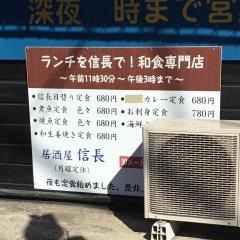 深夜 時まで営
ランチを信長で!和食専門店
～午前11時30分～午後3時まで～
・信長日替り定食 680円
・煮魚定食 色々 680円
・焼魚定食 色々 680円
・和生姜焼き定食 680円
カレー定食 680円
・お刺身定食 780円
・海鮮
居酒屋 信長
(月曜定休)
夜も定食始めました。是非